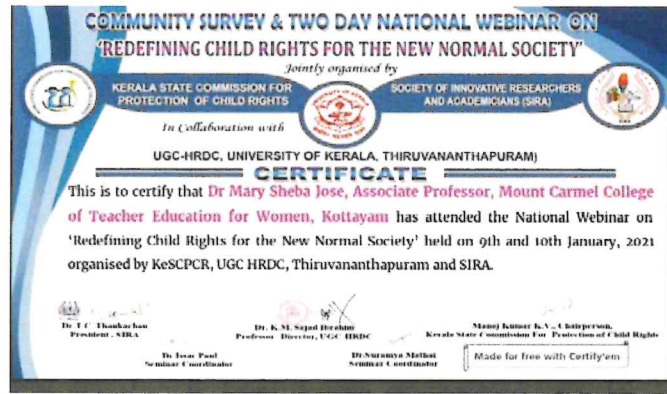 COMMUNITY SURVEY & TWO DAY NATIONAL WEBINAR ON
'REDEFINING CHILD RIGHTS FOR THE NEW NORMAL SOCIETY'
Jointly organised by
KERALA STATE COMMISSION FOR
PROTECTION OF CHILD RIGHTS
SOCIETY OF INNOVATIVE RESEARCHERS
AND ACADEMICIANS (SIRA)
In Collaboration with
UGC-HRDC, UNIVERSITY OF KERALA, THIRUVANANTHAPURAM)
CERTIFICATE
This is to certify that Dr Mary Sheba Jose, Associate Professor, Mount Carmel College
of Teacher Education for Women, Kottayam has attended the National Webinar on
'Redefining Child Rights for the New Normal Society' held on 9th and 10th January, 2021
organised by KeSCPCR, UGC HRDC, Thiruvananthapuram and SIRA.
Dr T.C. Thankachan
President, SIRA
Dr. K.M. Sajad Ibrahim
Professor Director, UGC HRDC
Manoj Kumar K.V., Chairperson,
Kerala State Commission For Protection of Child Rights
Dr Issac Paul
Seminar Coordinator
Dr Suramya Mathai
Seminar Coordinator
Made for free with Certify'em